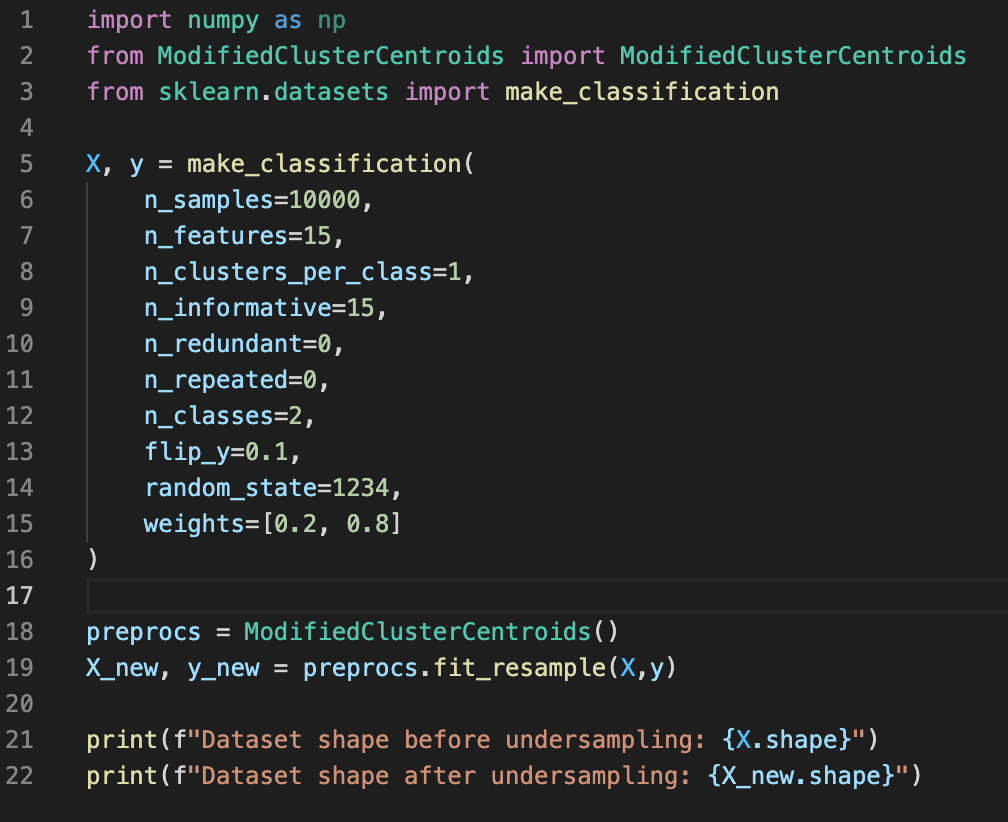 1 import numpy as np
2 from ModifiedClusterCentroids import ModifiedClusterCentroids
3 from sklearn.datasets import make_classification
4
5 X, y = make_classification(
6     n_samples=10000,
7     n_features=15,
8     n_clusters_per_class=1,
9     n_informative=15,
10     n_redundant=0,
11     n_repeated=0,
12     n_classes=2,
13     flip_y=0.1,
14     random_state=1234,
15     weights=[0.2, 0.8]
16 )
17
18 preprocs = ModifiedClusterCentroids()
19 X_new, y_new = preprocs.fit_resample(X,y)
20
21 print(f"Dataset shape before undersampling: {X.shape}")
22 print(f"Dataset shape after undersampling: {X_new.shape}")